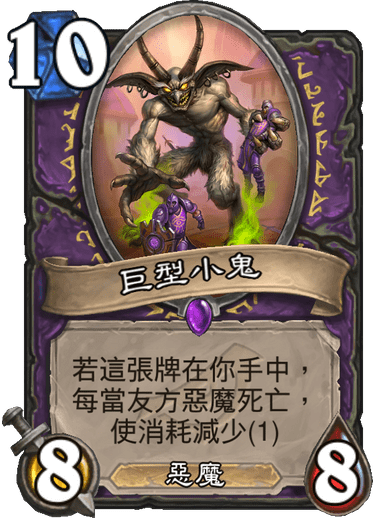 10
巨型小鬼
若這張牌在你手中，
每當友方惡魔死亡，
使消耗減少(1)
8
惡魔
8